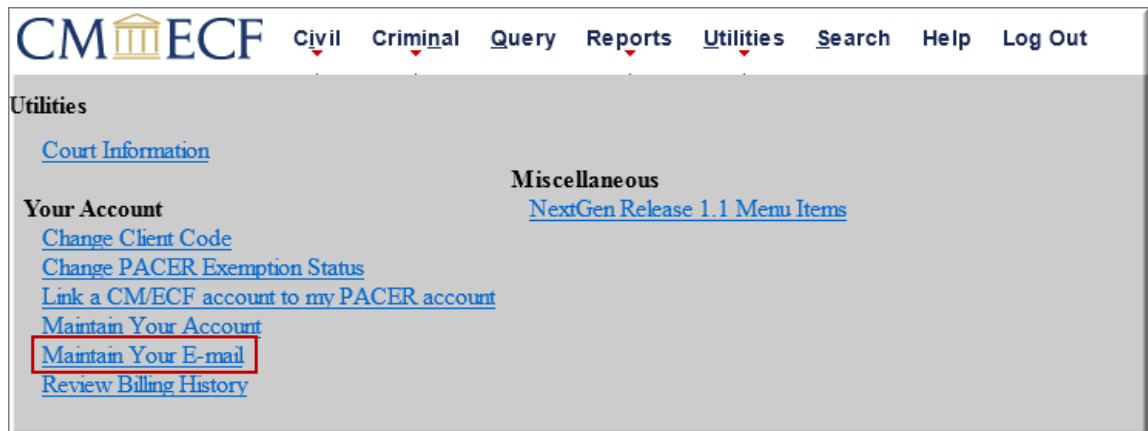 CM ECF Civil Criminal Query Reports Utilities Search Help Log Out
Utilities
Court Information
Your Account
Change Client Code
Change PACER Exemption Status
Link a CM/ECF account to my PACER account
Maintain Your Account
Maintain Your E-mail
Review Billing History
Miscellaneous
NextGen Release 1.1 Menu Items